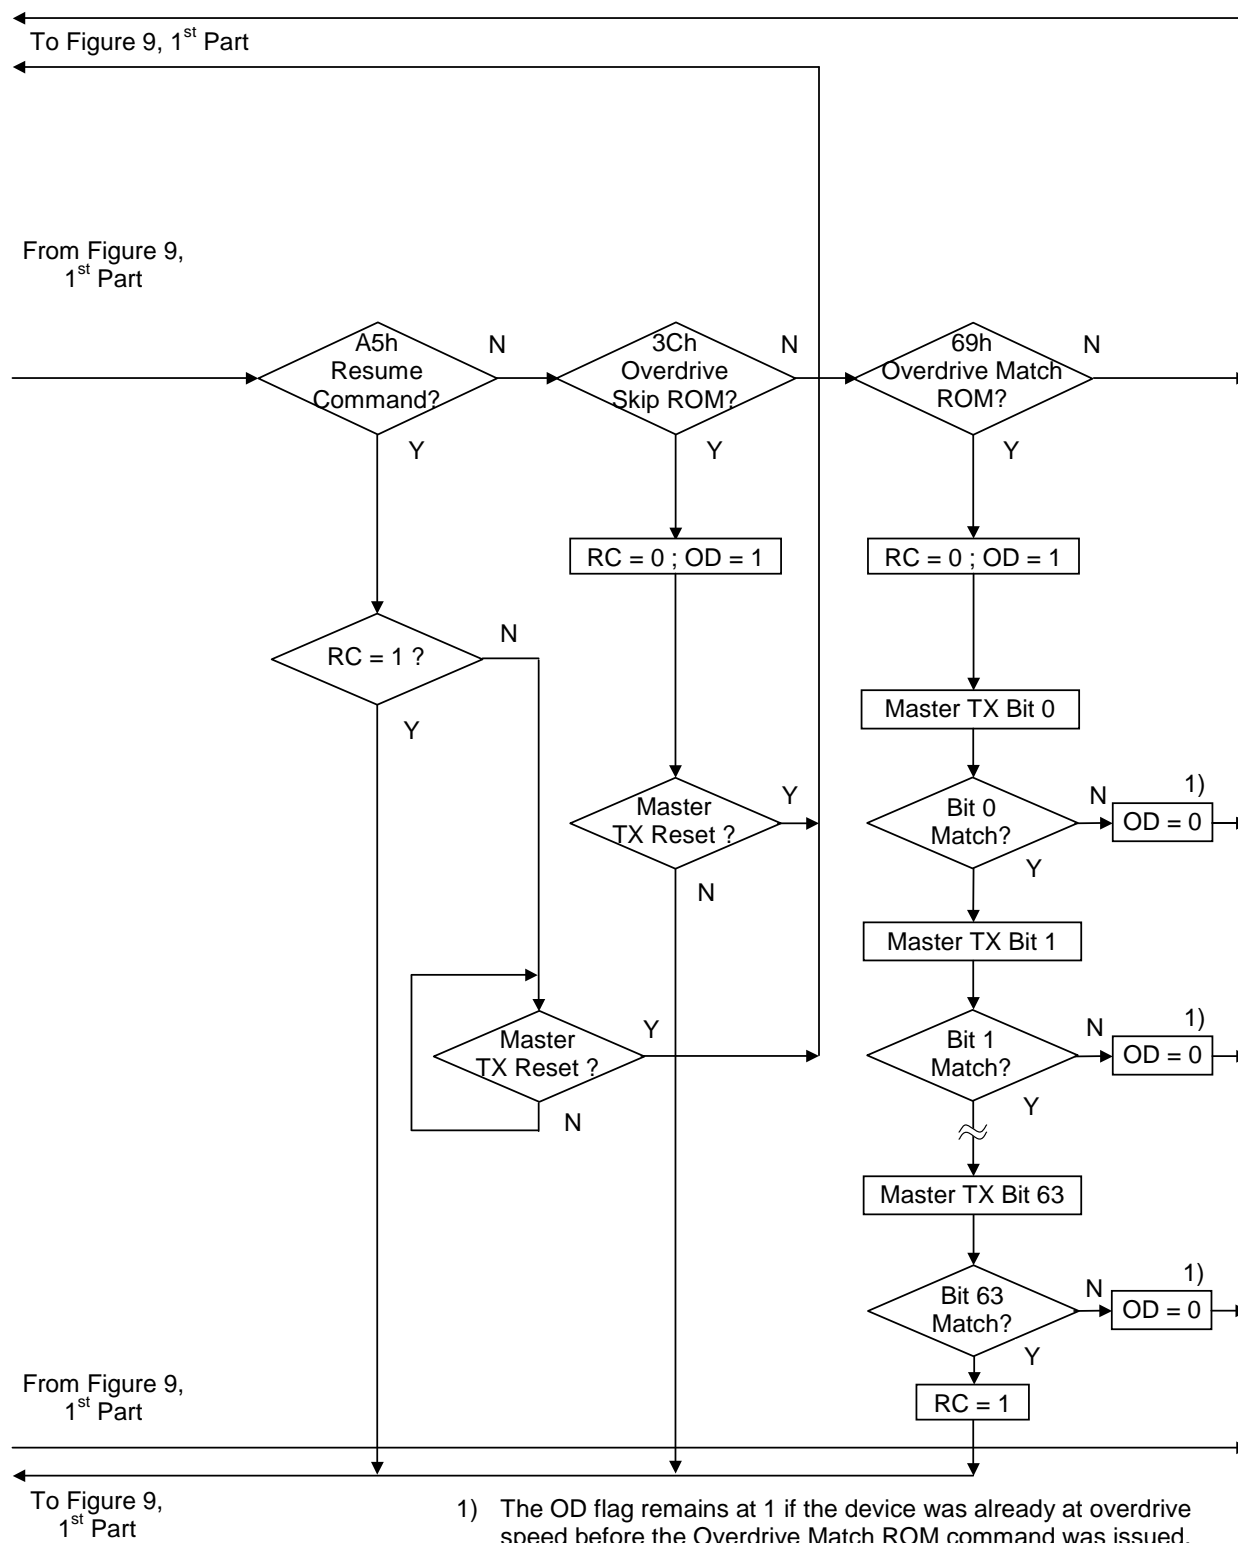 To Figure 9, 1st Part
From Figure 9,
1st Part
A5h
Resume
Command?
N
Y
3Ch
Overdrive
Skip ROM?
N
Y
69h
Overdrive Match
ROM?
N
Y
RC = 0 ; OD = 1
RC = 0 ; OD = 1
RC = 1 ?
N
Y
Master TX Bit 0
Master
TX Reset ?
Y
N
Bit 0
Match?
N
Y
1)
OD = 0
Master TX Bit 1
Master
TX Reset ?
Y
N
Bit 1
Match?
N
Y
1)
OD = 0
Master TX Bit 63
Bit 63
Match?
N
Y
1)
OD = 0
RC = 1
From Figure 9,
1st Part
To Figure 9,
1st Part
1) The OD flag remains at 1 if the device was already at overdrive
speed before the Overdrive Match ROM command was issued.